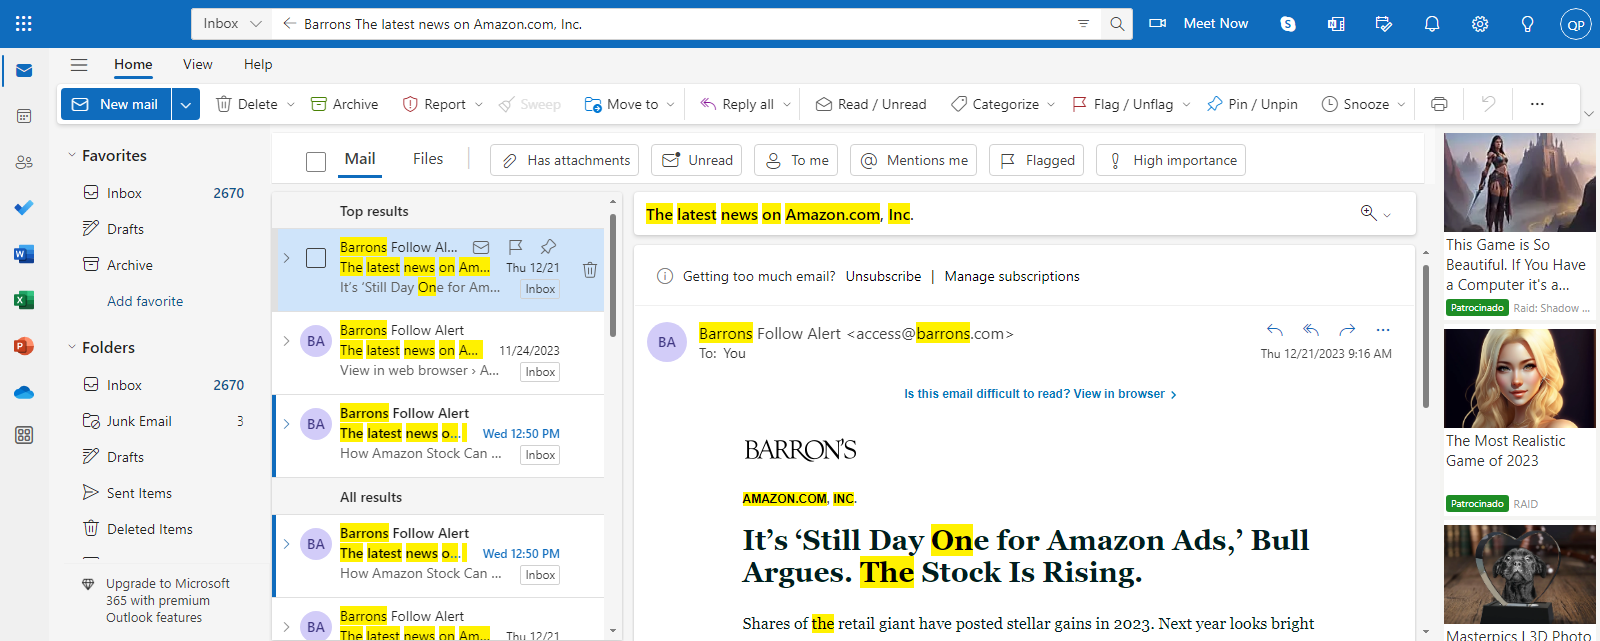 Inbox
Barrons The latest news on Amazon.com, Inc.
Meet Now
QP
Home
View
Help
New mail
Delete
Archive
Report
Sweep
Move to
Reply all
Read / Unread
Categorize
Flag / Unflag
Pin / Unpin
Snooze
Favorites
Inbox 2670
Drafts
Archive
Add favorite
Folders
Inbox 2670
Junk Email 3
Drafts
Sent Items
Deleted Items
Upgrade to Microsoft
365 with premium
Outlook features
Mail
Files
Has attachments
Unread
To me
Mentions me
Flagged
High importance
Top results
Barrons Follow Al...
The latest news on Am... Thu 12/21
It's ‘Still Day One for Am... Inbox
BA
Barrons Follow Alert
The latest news on A... 11/24/2023
View in web browser › A... Inbox
BA
Barrons Follow Alert
The latest news o... Wed 12:50 PM
How Amazon Stock Can ... Inbox
All results
BA
Barrons Follow Alert
The latest news o... Wed 12:50 PM
How Amazon Stock Can ... Inbox
BA
Barrons Follow Alert
The latest news on Am... Thu 12/21
The latest news on Amazon.com, Inc.
Getting too much email? Unsubscribe | Manage subscriptions
BA
Barrons Follow Alert <access@barrons.com>
To: You
Thu 12/21/2023 9:16 AM
Is this email difficult to read? View in browser ›
BARRON'S
AMAZON.COM, INC.
It’s ‘Still Day One for Amazon Ads,’ Bull
Argues. The Stock Is Rising.
Shares of the retail giant have posted stellar gains in 2023. Next year looks bright
This Game is So
Beautiful. If You Have
a Computer it's a...
Patrocinado Raid: Shadow ...
The Most Realistic
Game of 2023
Patrocinado RAID
Masterpics | 3D Photo